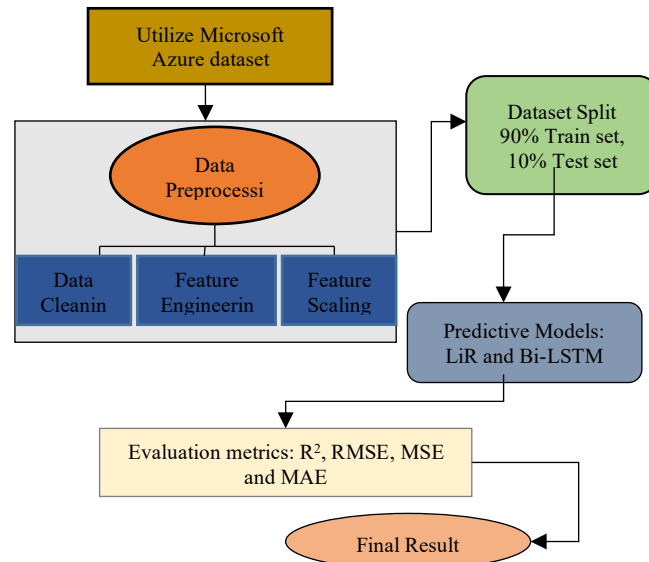 Utilize Microsoft
Azure dataset
Dataset Split
90% Train set,
10% Test set
Data
Preprocessi
Data
Cleanin
Feature
Engineerin
Feature
Scaling
Predictive Models:
LiR and Bi-LSTM
Evaluation metrics: R², RMSE, MSE
and MAE
Final Result